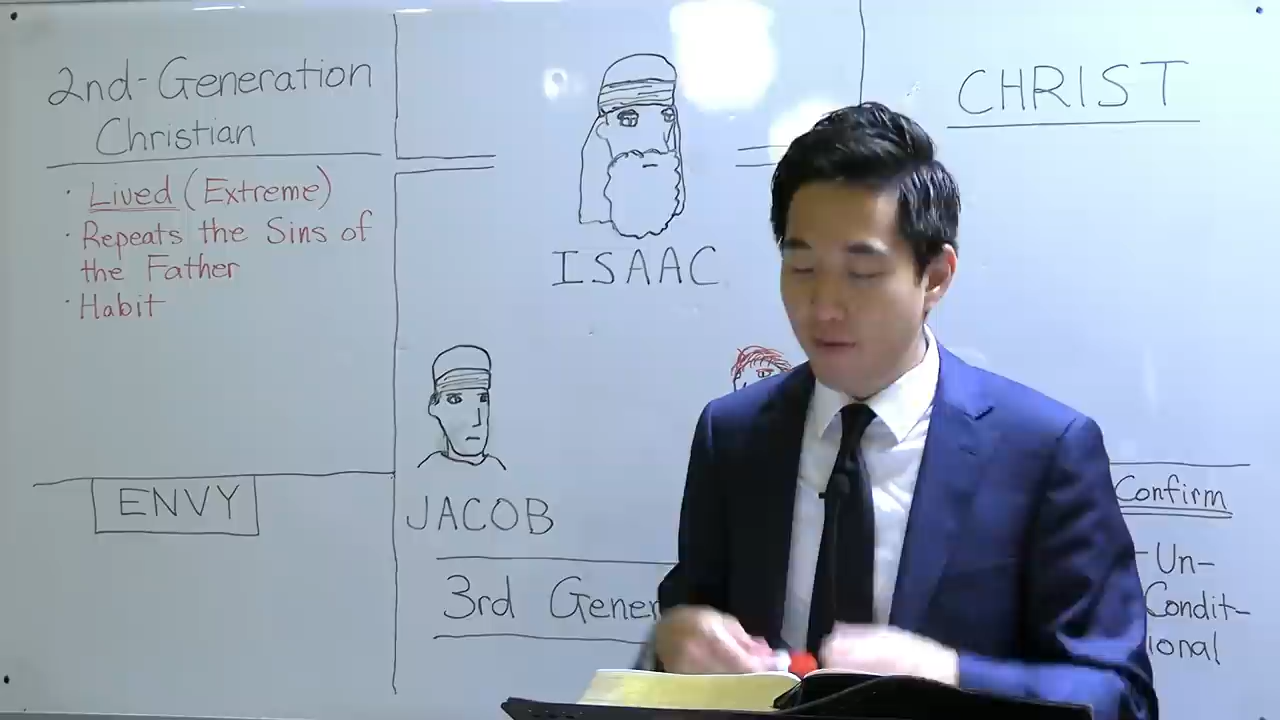 2nd-Generation
Christian
· Lived (Extreme)
· Repeats the Sins of
the Father
· Habit
ENVY
ISAAC
JACOB
3rd Gener
CHRIST
Confirm
-Un-
Condit-
ional